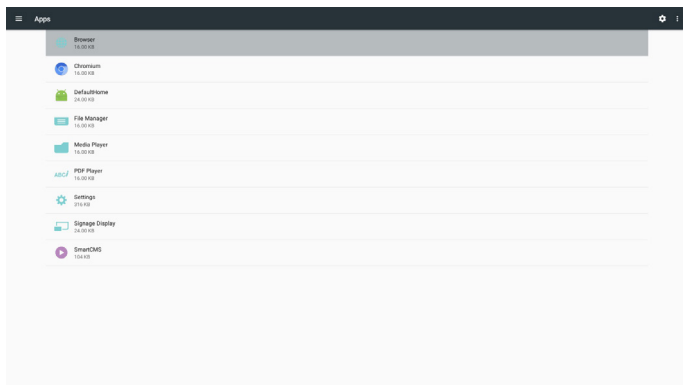 Apps
Browser
16.00 KB
Chromium
16.00 KB
DefaultHome
24.00 KB
File Manager
16.00 KB
Media Player
16.00 KB
ABC
PDF Player
16.00 KB
Settings
316 KB
Signage Display
24.00 KB
SmartCMS
104 KB